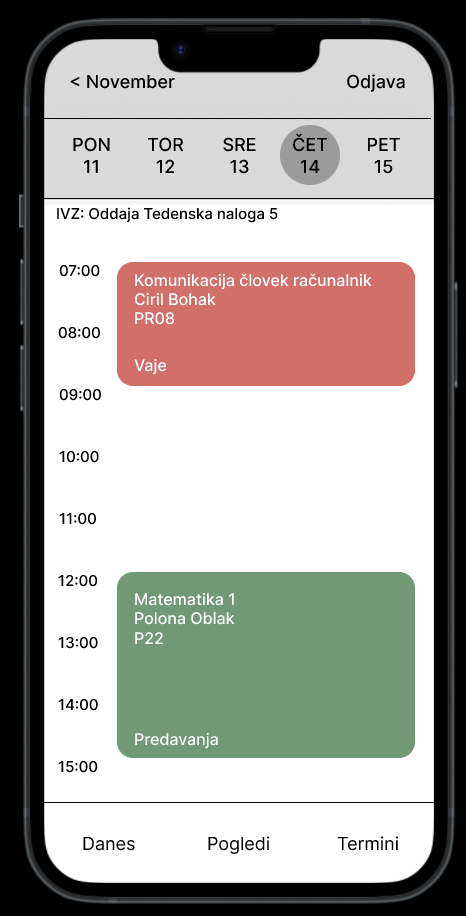 < November
Odjava
PON TOR SRE ČET PET
11 12 13 14 15
IVZ: Oddaja Tedenska naloga 5
07:00
Komunikacija človek računalnik
Ciril Bohak
PR08
08:00
Vaje
09:00
10:00
11:00
12:00
Matematika 1
Polona Oblak
P22
13:00
14:00
Predavanja
15:00
Danes Pogledi Termini